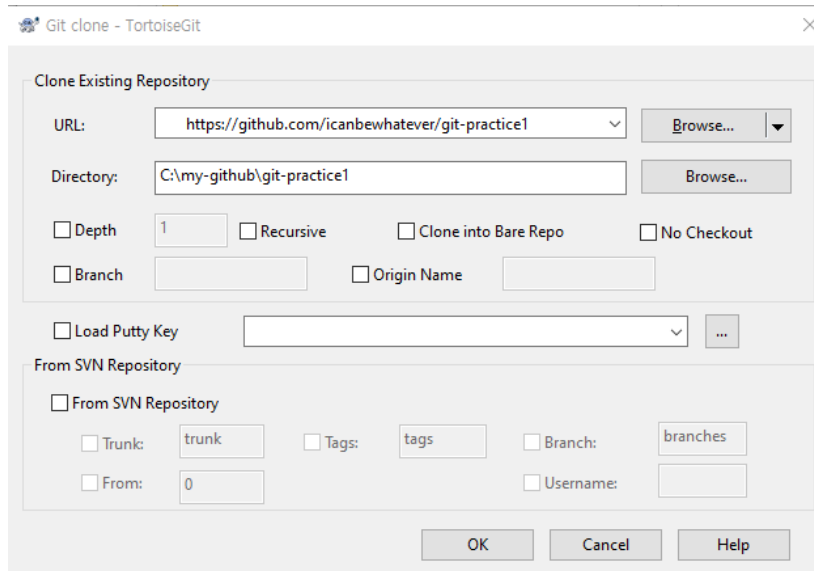 Git clone - TortoiseGit
Clone Existing Repository
URL: https://github.com/icanbewhatever/git-practice1 Browse...
Directory: C:\my-github\git-practice1 Browse...
Depth 1 Recursive Clone into Bare Repo No Checkout
Branch Origin Name
Load Putty Key ...
From SVN Repository
From SVN Repository
Trunk: trunk Tags: tags Branch: branches
From: 0 Username:
OK Cancel Help